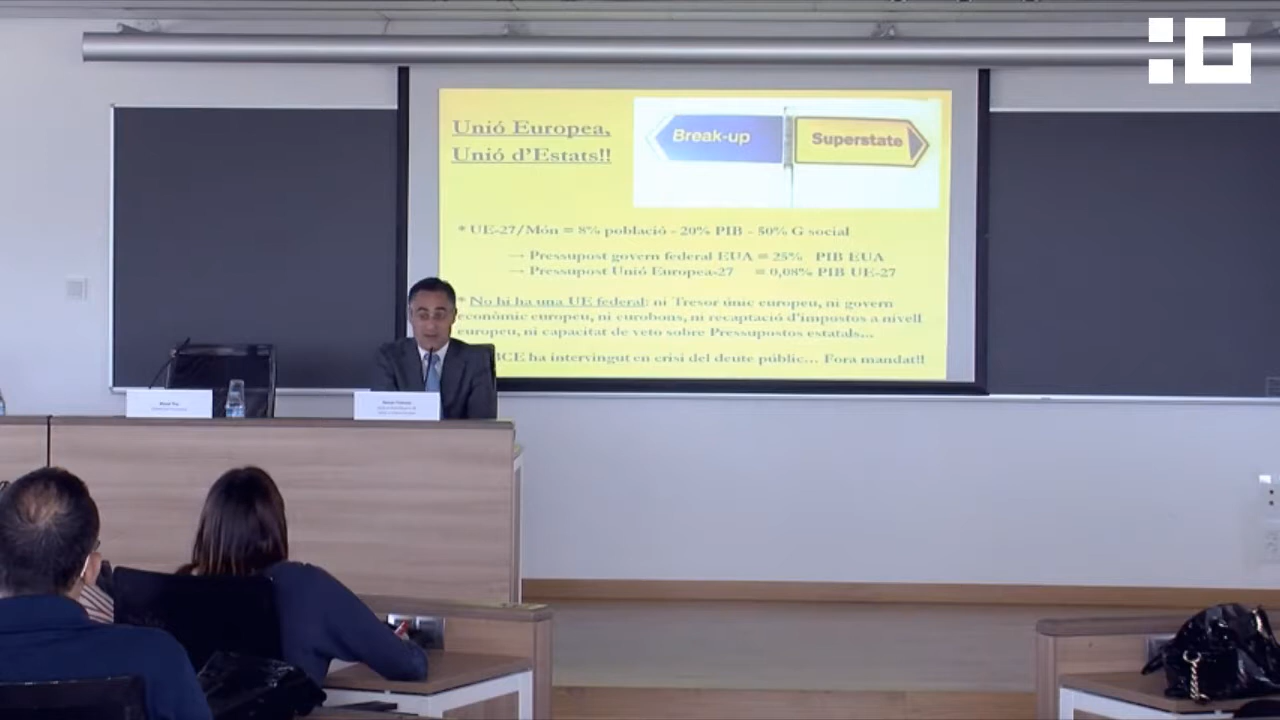 Unió Europea,
Unió d'Estats!!
Break-up
Superstate
* UE-27/Món = 8% població - 20% PIB - 50% G social
→ Pressupost govern federal EUA = 25% PIB EUA
→ Pressupost Unió Europea-27 = 0,08% PIB UE-27
* No hi ha una UE federal: ni Tresor únic europeu, ni govern
econòmic europeu, ni eurobons, ni recaptació d'impostos a nivell
europeu, ni capacitat de veto sobre Pressupostos estatals...
BCE ha intervingut en crisi del deute públic... Fora mandat!!